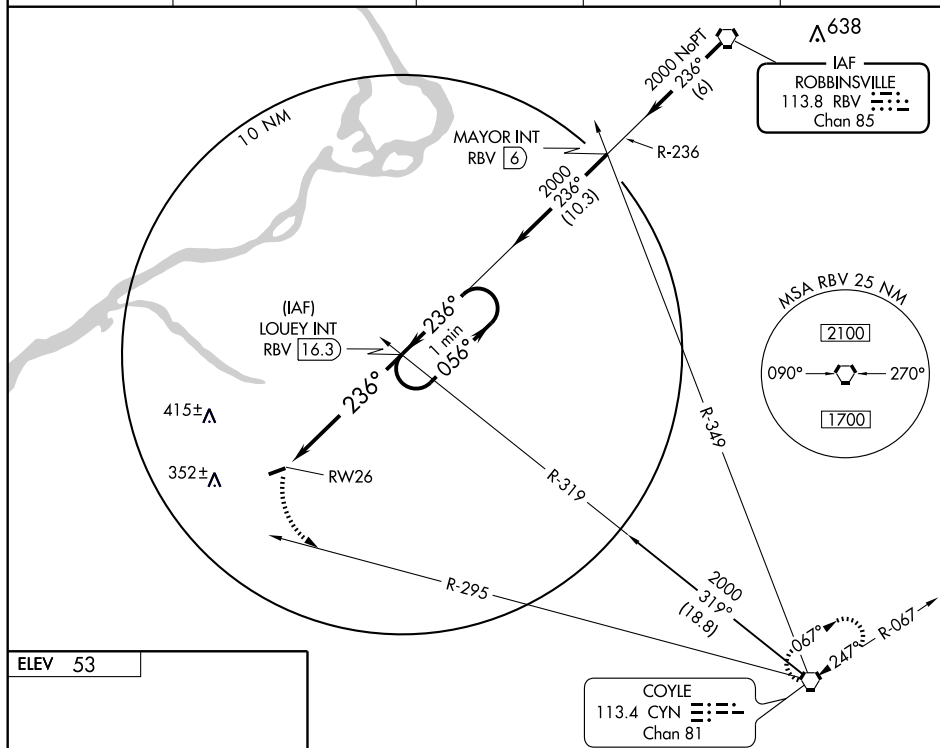 638
IAF
ROBBINSVILLE
113.8 RBV
Chan 85
2000 NoPT
236°
(6)
10 NM
MAYOR INT
RBV 6
R-236
2000
236°
(10.3)
(IAF)
LOUEY INT
RBV 16.3
236°
1 min
056°
236°
MSA RBV 25 NM
2100
090°
270°
1700
415±
352±
RW26
R-349
R-319
R-295
2000
319°
(18.8)
067°
247°
R-067
ELEV 53
COYLE
113.4 CYN
Chan 81